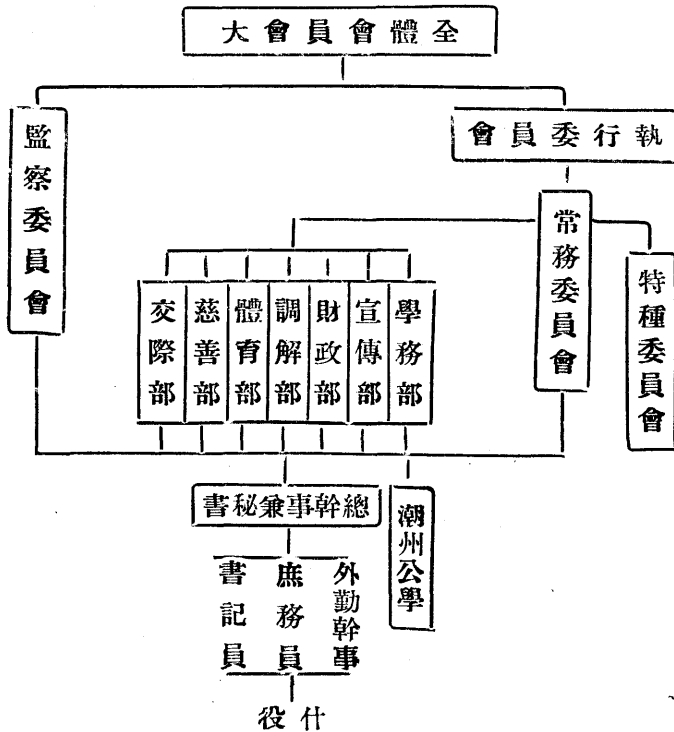 全體會員會大
執行委員會
監察委員會
常務委員會
特種委員會
學務部
宣傳部
財政部
調解部
體育部
慈善部
交際部
總幹事兼秘書
潮州公學
外勤幹事
庶務員
書記員
什役